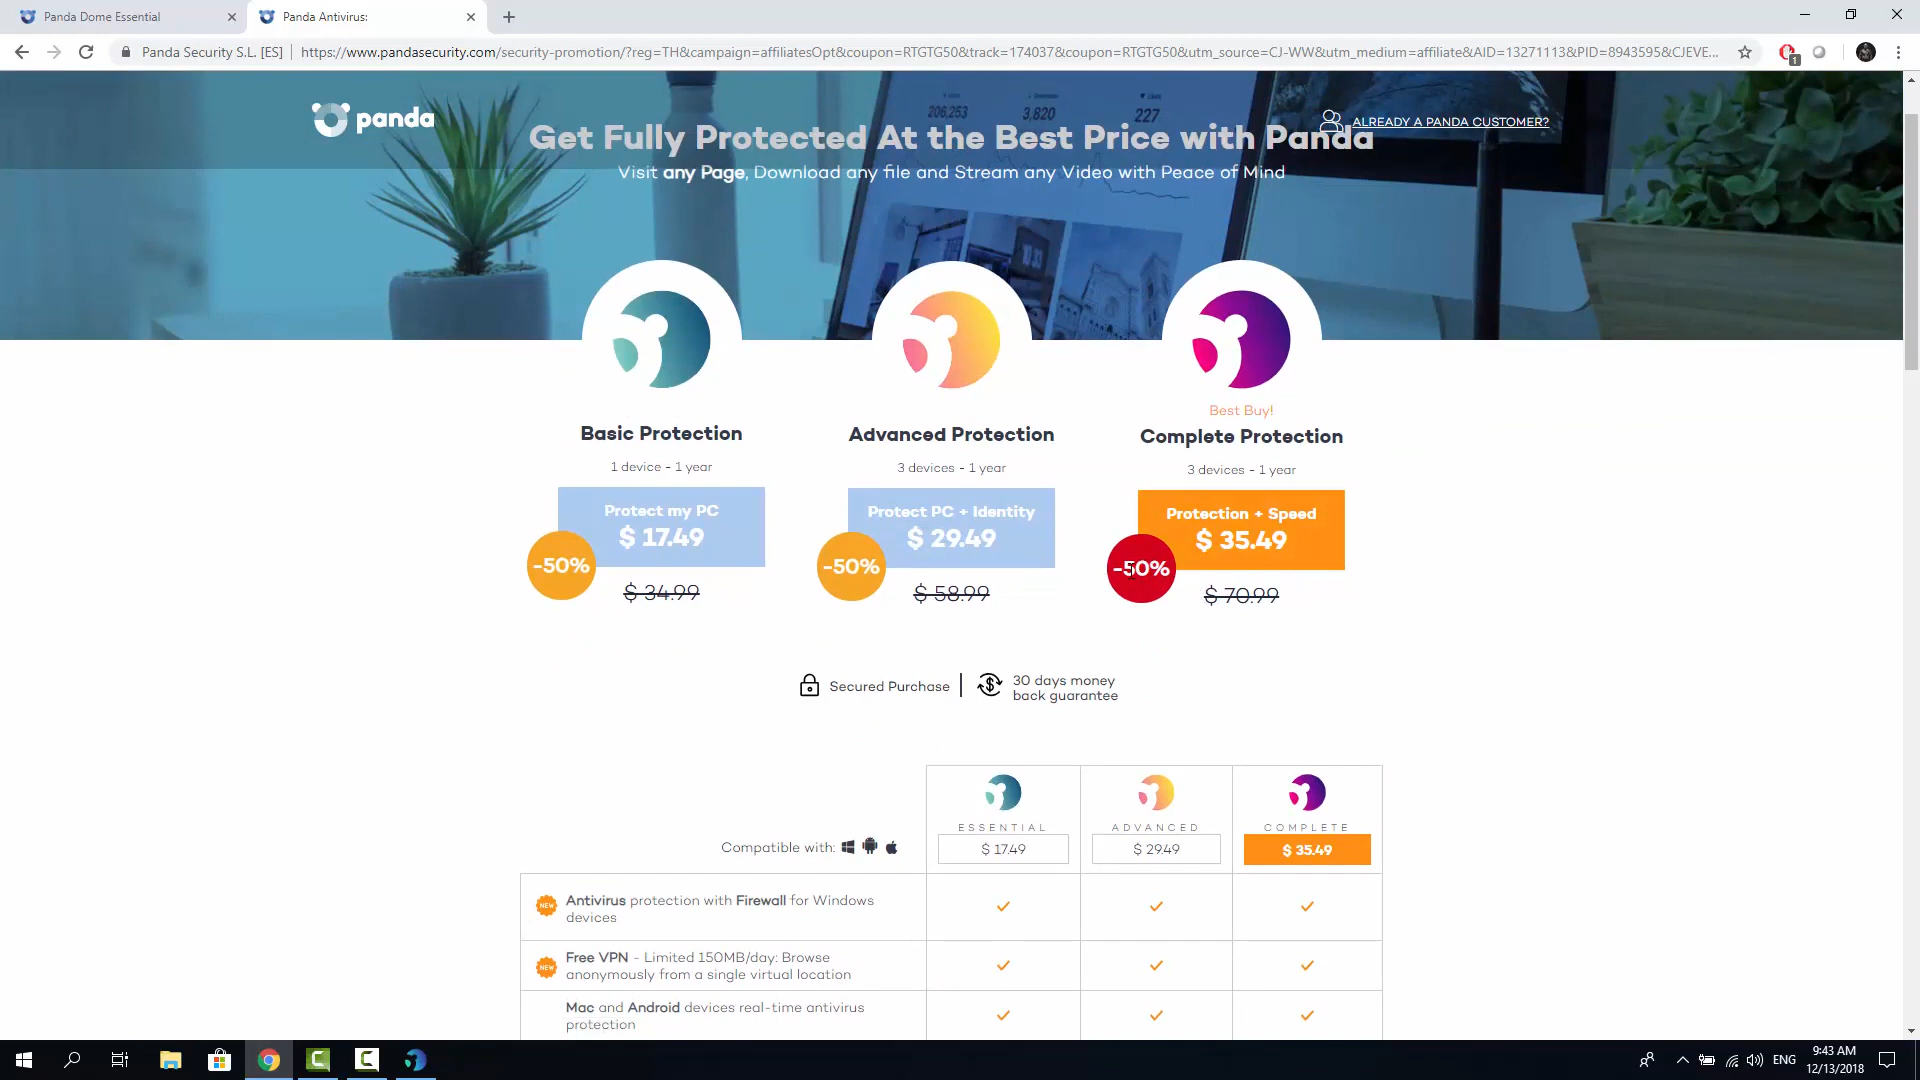 Panda Dome Essential
Panda Antivirus:
Panda Security S.L. [ES]
https://www.pandasecurity.com/security-promotion/?reg=TH&campaign=affiliatesOpt&coupon=RTGTG50&track=174037&coupon=RTGTG50&utm_source=CJ-WW&utm_medium=affiliate&AID=13271113&PID=8943595&CJEVE...
1
panda
206,253
3,820
227
ALREADY A PANDA CUSTOMER?
Get Fully Protected At the Best Price with Panda
Visit any Page, Download any file and Stream any Video with Peace of Mind
Basic Protection
1 device - 1 year
Protect my PC
$ 17.49
-50%
$ 34.99
Advanced Protection
3 devices - 1 year
Protect PC + Identity
$ 29.49
-50%
$ 58.99
Best Buy!
Complete Protection
3 devices - 1 year
Protection + Speed
$ 35.49
-50%
$ 70.99
Secured Purchase
30 days money
back guarantee
Compatible with:
ESSENTIAL
$ 17.49
ADVANCED
$ 29.49
COMPLETE
$ 35.49
NEW
Antivirus protection with Firewall for Windows
devices
NEW
Free VPN - Limited 150MB/day: Browse
anonymously from a single virtual location
Mac and Android devices real-time antivirus
protection
ENG
9:43 AM
12/13/2018